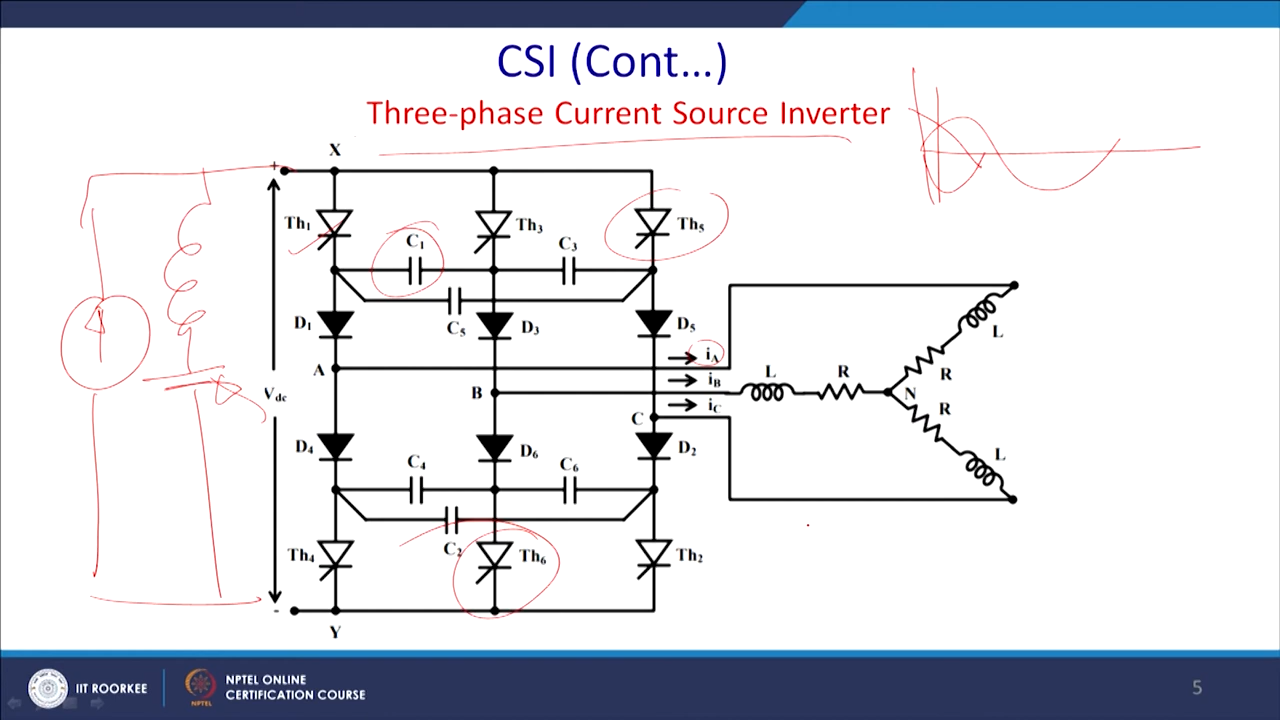 CSI (Cont...)
Three-phase Current Source Inverter
X
+
Th1
Th3
Th5
C1
C3
C5
D1
D3
D5
iA
A
iB
B
iC
C
Vdc
L
R
N
R
L
R
L
D4
D6
D2
C4
C6
C2
Th4
Th6
Th2
-
Y
IIT ROORKEE
NPTEL
NPTEL ONLINE
CERTIFICATION COURSE
5